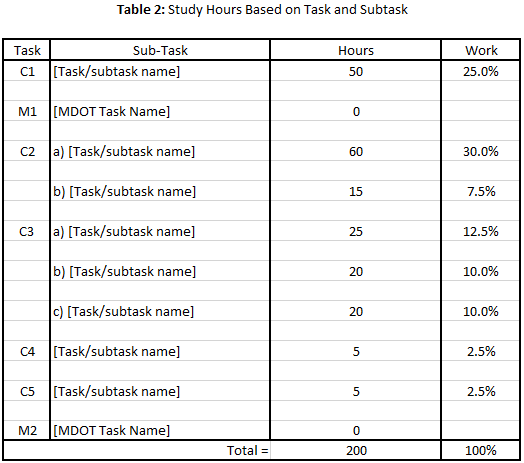 Table 2: Study Hours Based on Task and Subtask
Task Sub-Task Hours Work
C1 [Task/subtask name] 50 25.0%
M1 [MDOT Task Name] 0
C2 a) [Task/subtask name] 60 30.0%
b) [Task/subtask name] 15 7.5%
C3 a) [Task/subtask name] 25 12.5%
b) [Task/subtask name] 20 10.0%
c) [Task/subtask name] 20 10.0%
C4 [Task/subtask name] 5 2.5%
C5 [Task/subtask name] 5 2.5%
M2 [MDOT Task Name] 0
Total = 200 100%